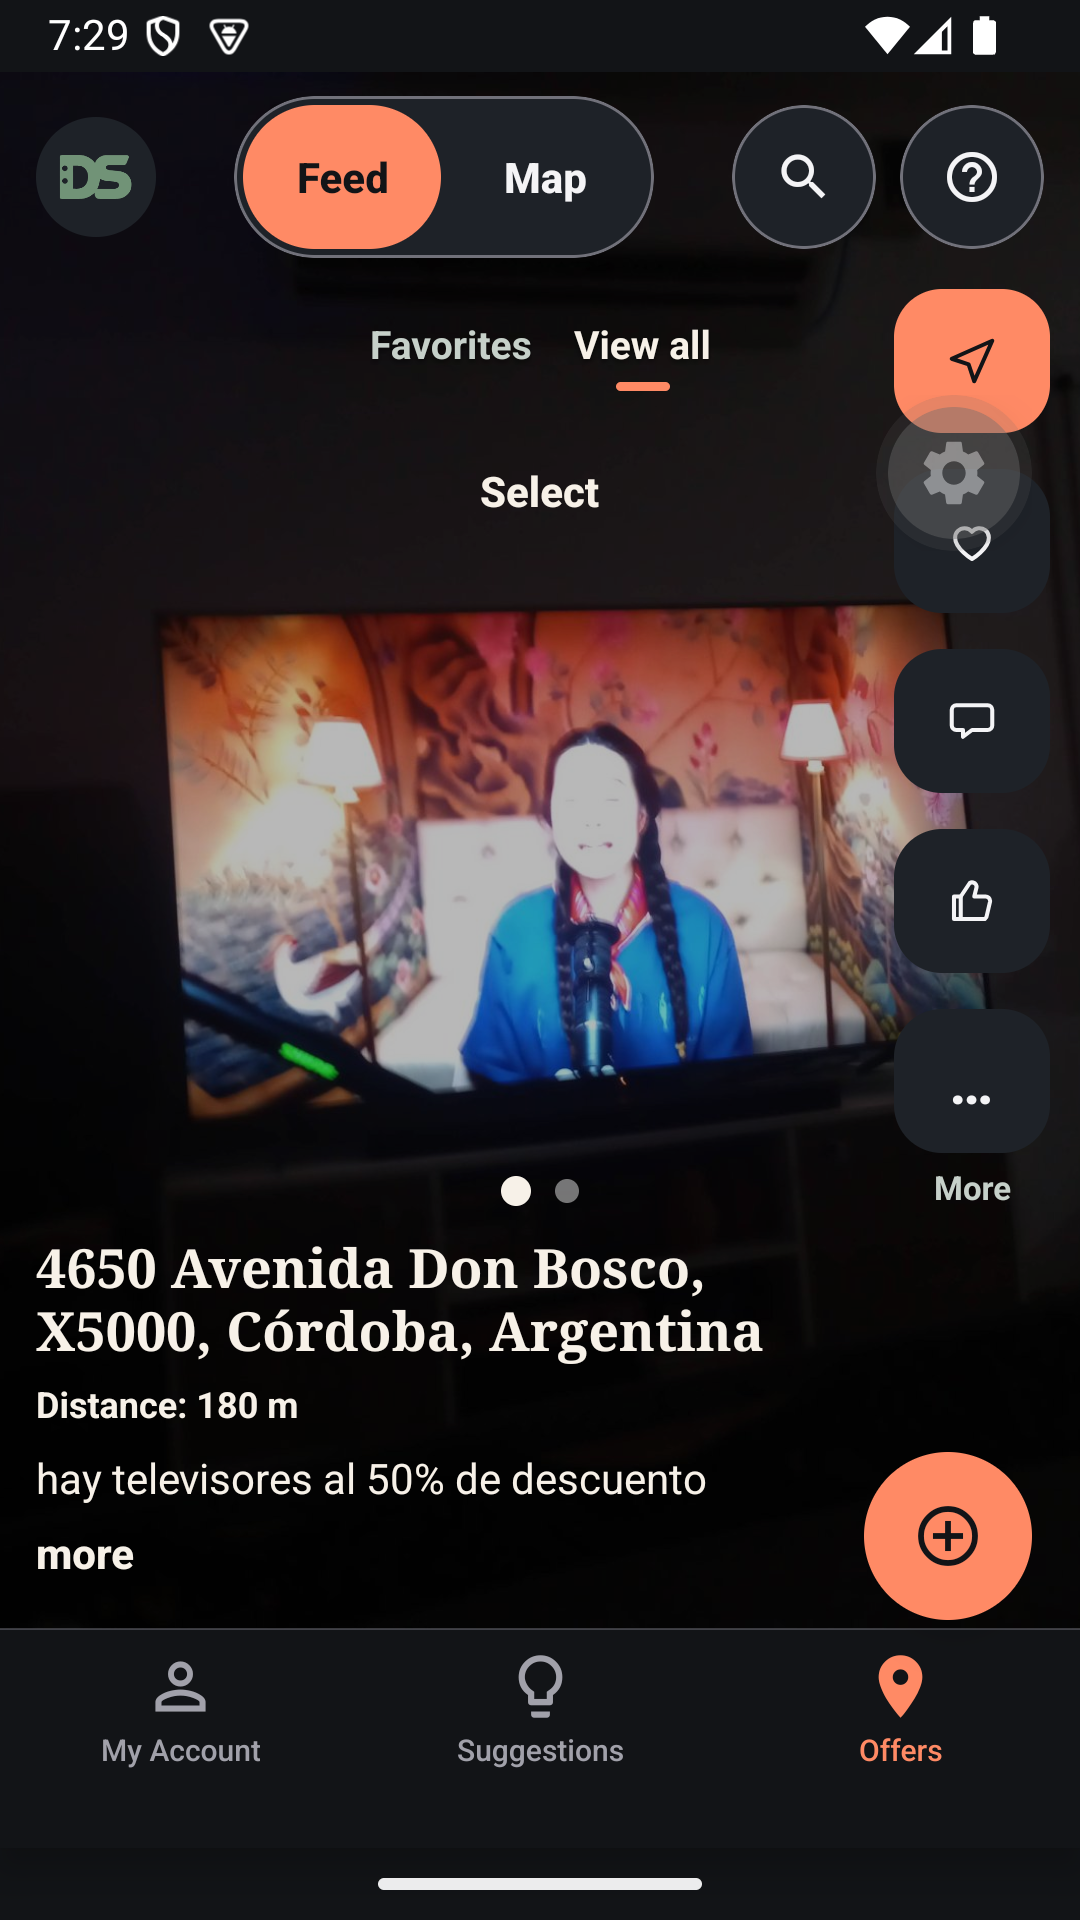 7:29
DS
Feed
Map
Favorites
View all
Select
More
4650 Avenida Don Bosco,
X5000, Córdoba, Argentina
Distance: 180 m
hay televisores al 50% de descuento
more
My Account
Suggestions
Offers